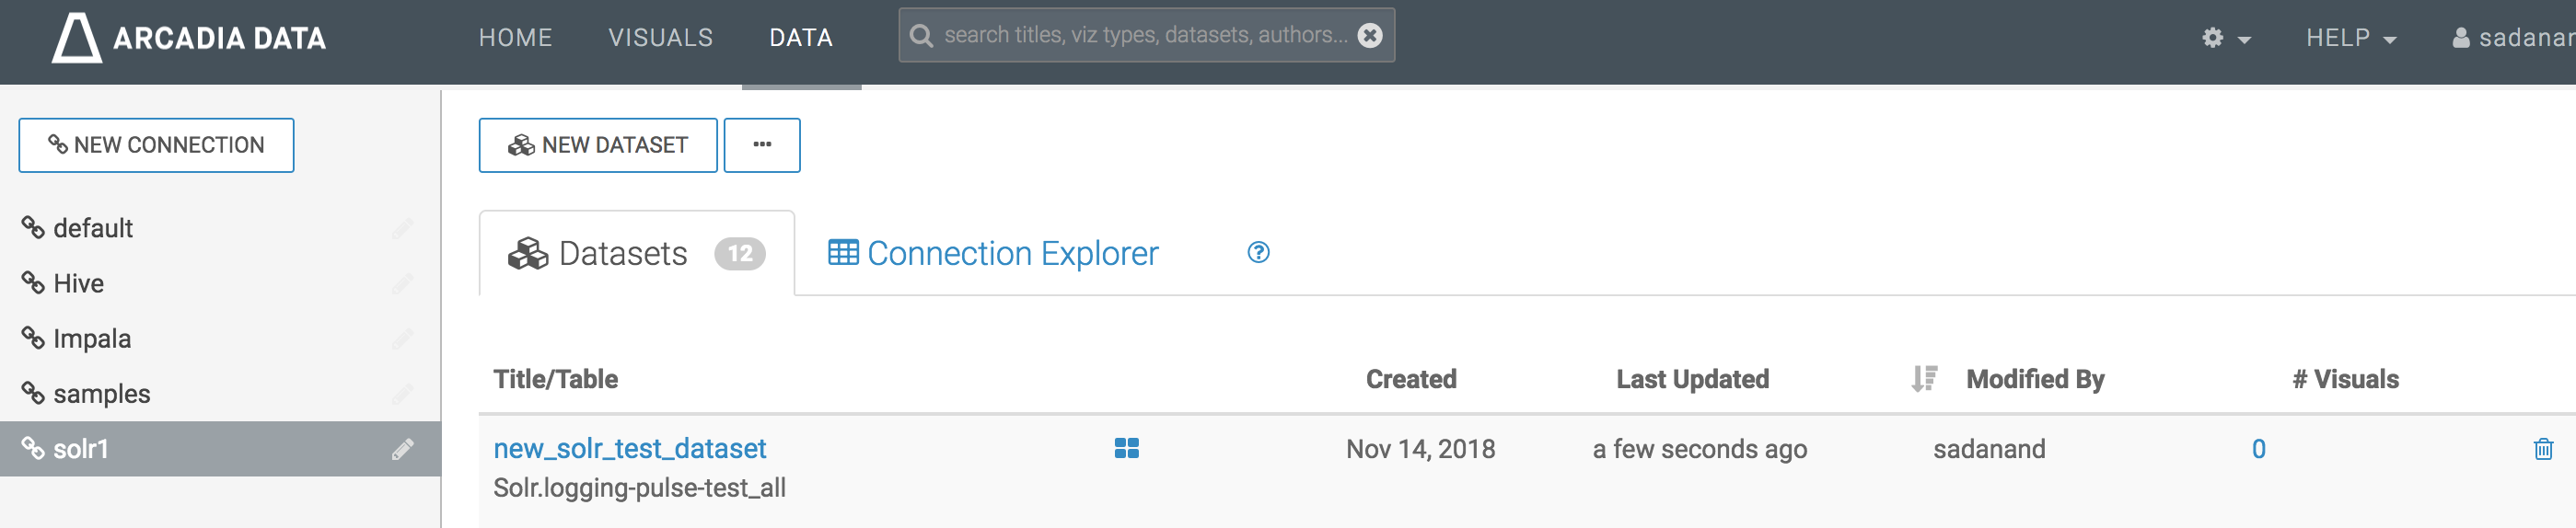 ARCADIA DATA HOME VISUALS DATA search titles, viz types, datasets, authors... HELP sadanar
NEW CONNECTION
NEW DATASET ...
default
Hive
Impala
samples
solr1
Datasets 12 Connection Explorer ?
Title/Table Created Last Updated Modified By # Visuals
new_solr_test_dataset Nov 14, 2018 a few seconds ago sadanand 0
Solr.logging-pulse-test_all